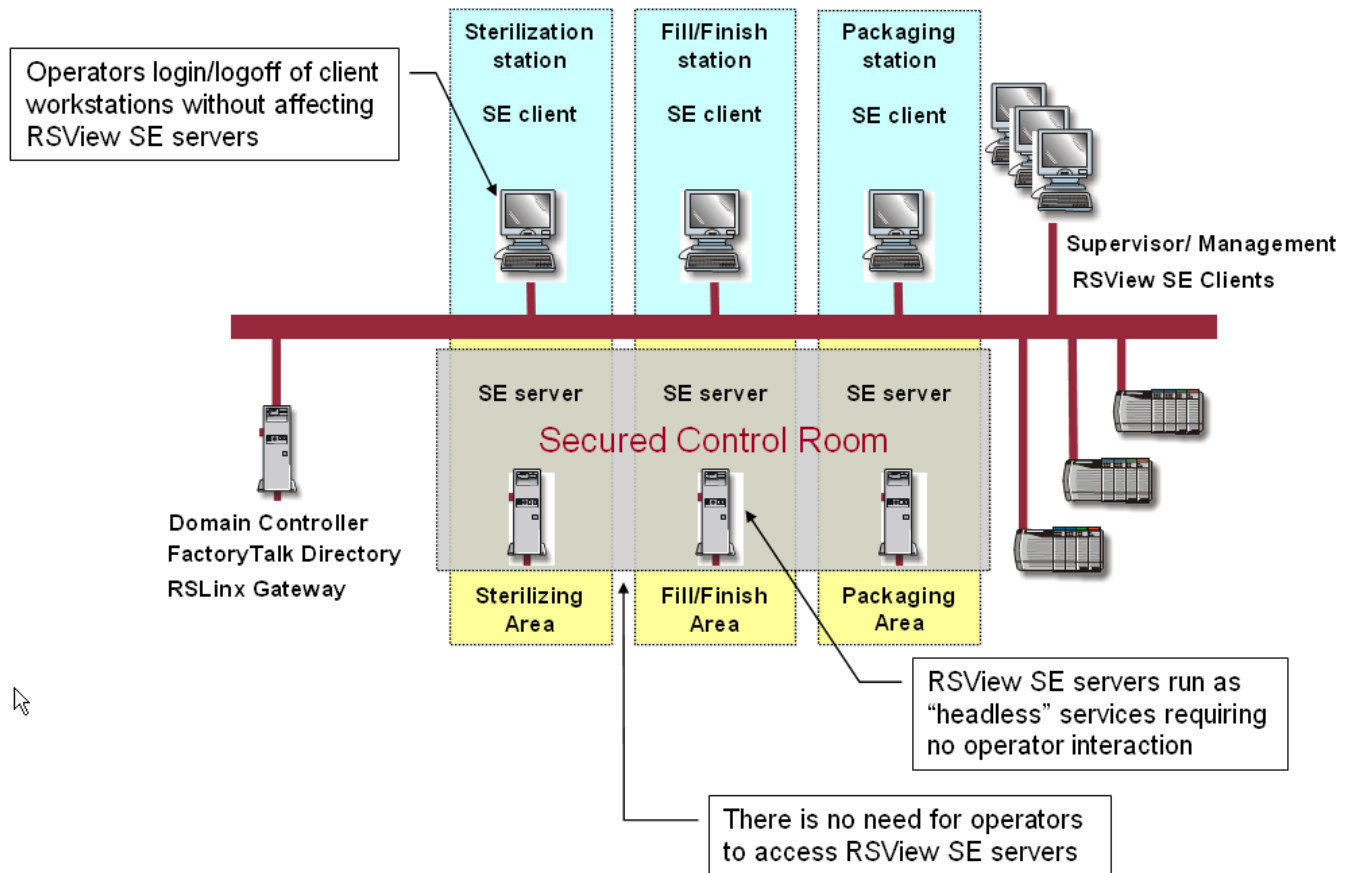 Sterilization
station
SE client
Fill/Finish
station
SE client
Packaging
station
SE client
Operators login/logoff of client
workstations without affecting
RSView SE servers
Supervisor/ Management
RSView SE Clients
SE server
SE server
SE server
Secured Control Room
Domain Controller
FactoryTalk Directory
RSLinx Gateway
Sterilizing
Area
Fill/Finish
Area
Packaging
Area
RSView SE servers run as
“headless” services requiring
no operator interaction
There is no need for operators
to access RSView SE servers